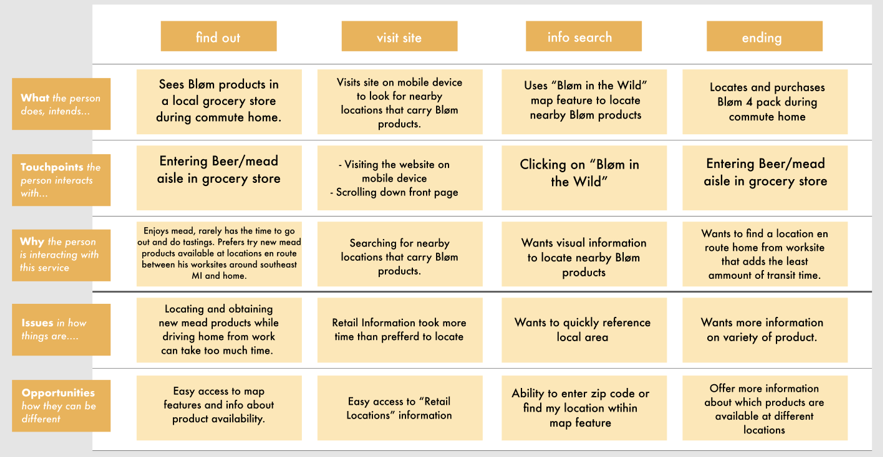 find out
visit site
info search
ending
What the person
does, intends...
Sees Bløm products in
a local grocery store
during commute home.
Visits site on mobile device
to look for nearby
locations that carry Bløm
products.
Uses “Bløm in the Wild”
map feature to locate
nearby Bløm products
Locates and purchases
Bløm 4 pack during
commute home
Touchpoints the
person interacts
with...
Entering Beer/mead
aisle in grocery store
- Visiting the website on
mobile device
- Scrolling down front page
Clicking on “Bløm in
the Wild”
Entering Beer/mead
aisle in grocery store
Why the person
is interacting with
this service
Enjoys mead, rarely has the time to go
out and do tastings. Prefers try new mead
products available at locations en route
between his worksites around southeast
MI and home.
Searching for nearby
locations that carry Bløm
products.
Wants visual information
to locate nearby Bløm
products
Wants to find a location en
route home from worksite
that adds the least
ammount of transit time.
Issues in how
things are....
Locating and obtaining
new mead products while
driving home from work
can take too much time.
Retail Information took more
time than prefferd to locate
Wants to quickly reference
local area
Wants more information
on variety of product.
Opportunities
how they can be
different
Easy access to map
features and info about
product availability.
Easy access to “Retail
Locations” information
Ability to enter zip code or
find my location wtihin
map feature
Offer more information
about which products are
available at different
locations